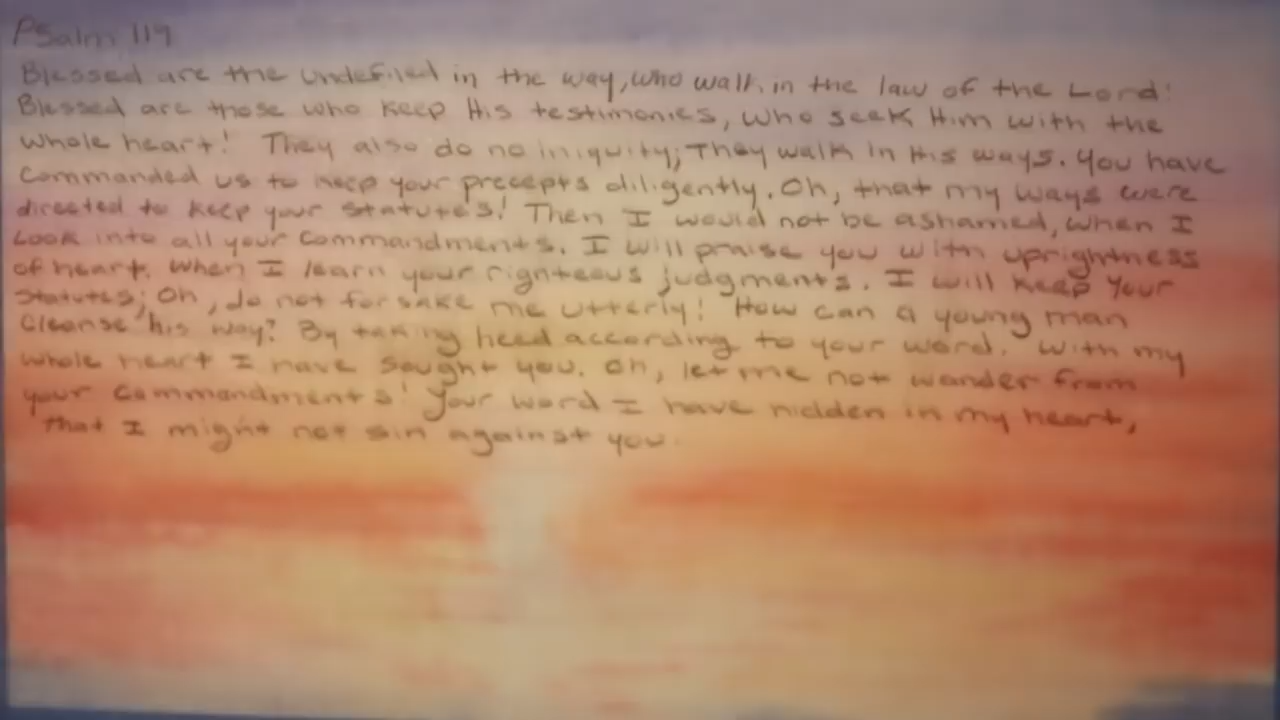 Psalm 119
Blessed are the undefiled in the way, who walk in the law of the Lord!
Blessed are those who keep His testimonies, who seek Him with the
whole heart! They also do no iniquity; They walk in His ways. You have
Commanded us to keep your precepts diligently. Oh, that my ways were
directed to keep your statutes! Then I would not be ashamed, when I
Look into all your commandments. I will praise you with uprightness
of heart, when I learn your righteous judgments. I will keep Your
Statutes; Oh, do not forsake me utterly! How can a young man
Cleanse his way? By taking heed according to your word. With my
whole heart I have sought you. Oh, let me not wander from
your commandments! Your word I have hidden in my heart,
that I might not sin against you.